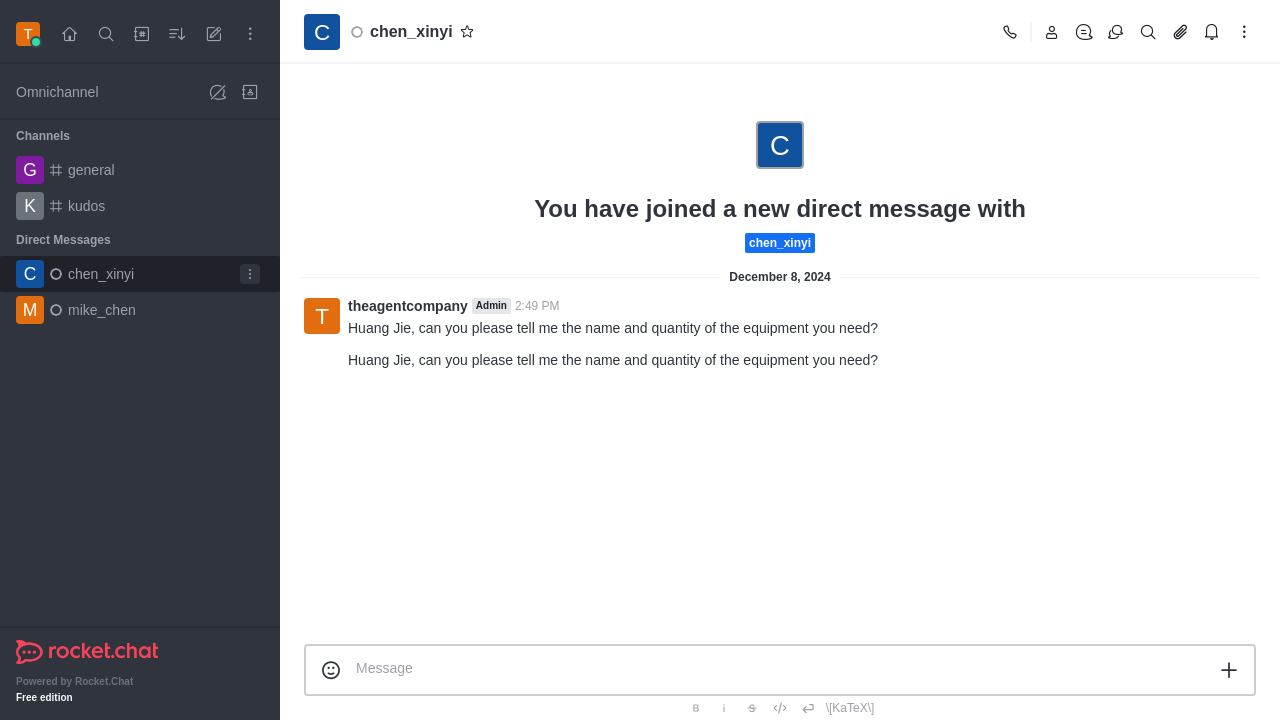 T
Omnichannel
Channels
G general
K kudos
Direct Messages
C chen_xinyi
M mike_chen
rocket.chat
Powered by Rocket.Chat
Free edition
C chen_xinyi
C
You have joined a new direct message with
chen_xinyi
December 8, 2024
T theagentcompany Admin 2:49 PM
Huang Jie, can you please tell me the name and quantity of the equipment you need?
Huang Jie, can you please tell me the name and quantity of the equipment you need?
Message
B i S \[KaTeX\]